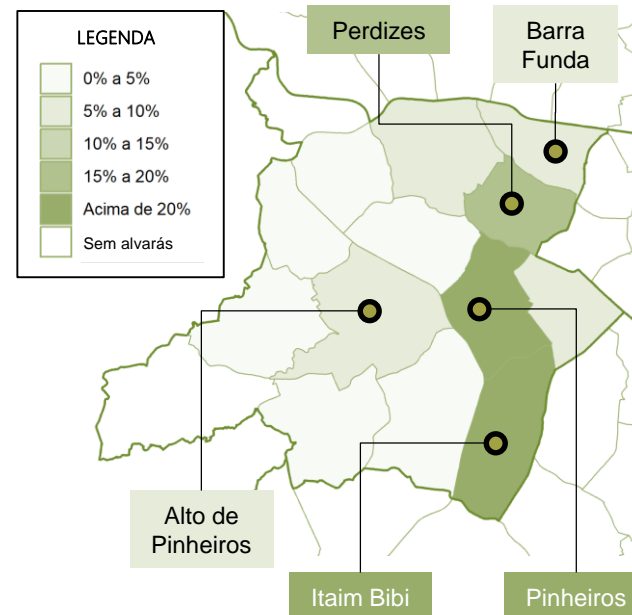 LEGENDA
0% a 5%
5% a 10%
10% a 15%
15% a 20%
Acima de 20%
Sem alvarás
Perdizes
Barra
Funda
Alto de
Pinheiros
Itaim Bibi
Pinheiros